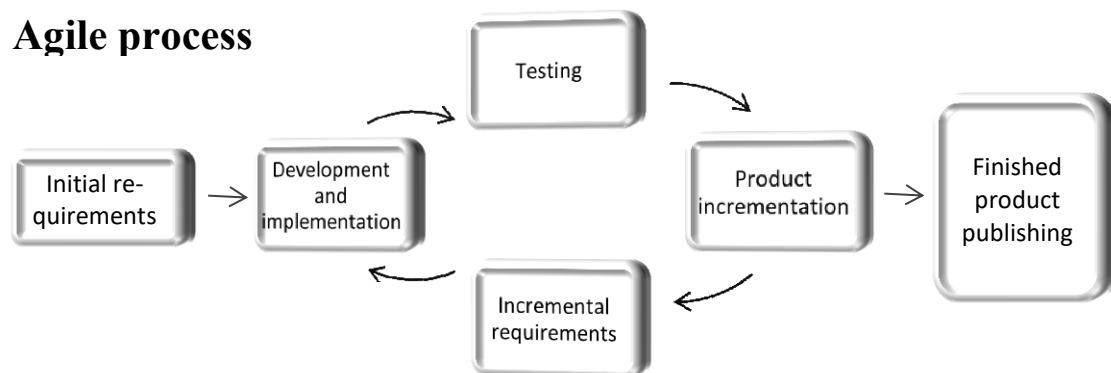 Agile process
Testing
Initial re-
quirements
Development
and
implementation
Product
incrementation
Finished
product
publishing
Incremental
requirements